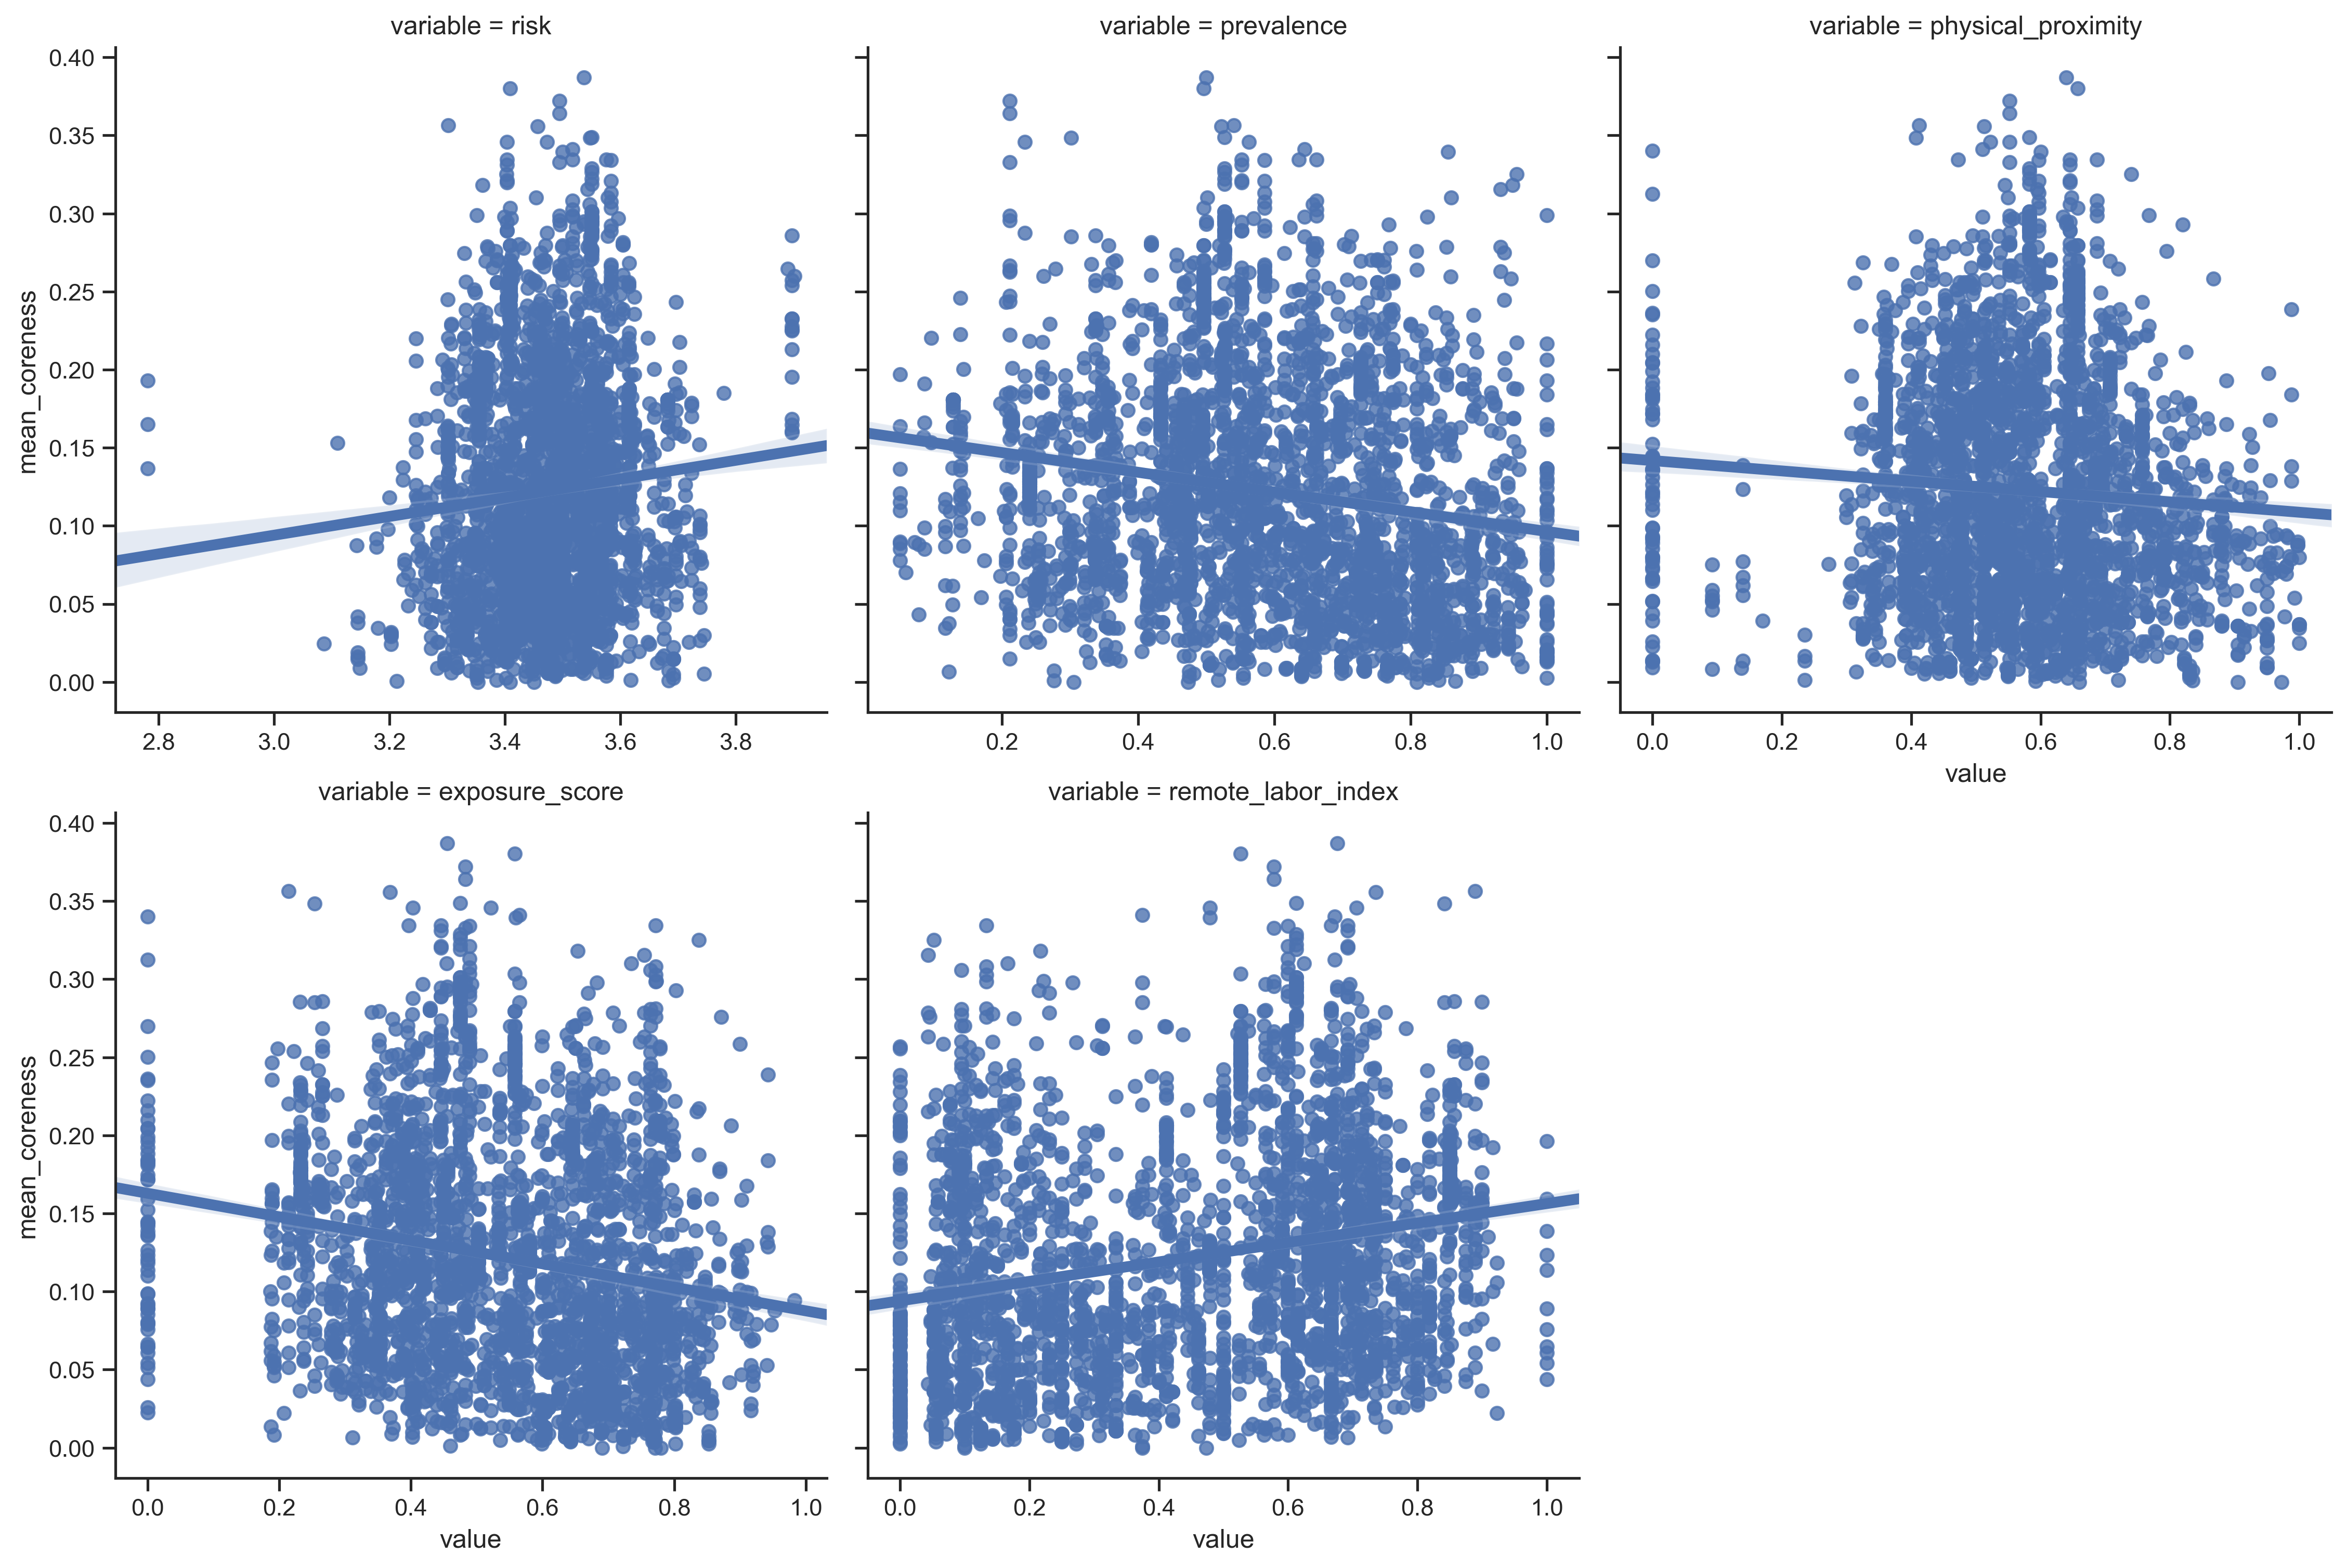 variable = risk
variable = prevalence
variable = physical_proximity
mean_coreness
0.40
0.35
0.30
0.25
0.20
0.15
0.10
0.05
0.00
2.8 3.0 3.2 3.4 3.6 3.8
0.2 0.4 0.6 0.8 1.0
0.0 0.2 0.4 0.6 0.8 1.0
value
variable = exposure_score
variable = remote_labor_index
mean_coreness
0.40
0.35
0.30
0.25
0.20
0.15
0.10
0.05
0.00
0.0 0.2 0.4 0.6 0.8 1.0
0.0 0.2 0.4 0.6 0.8 1.0
value
value